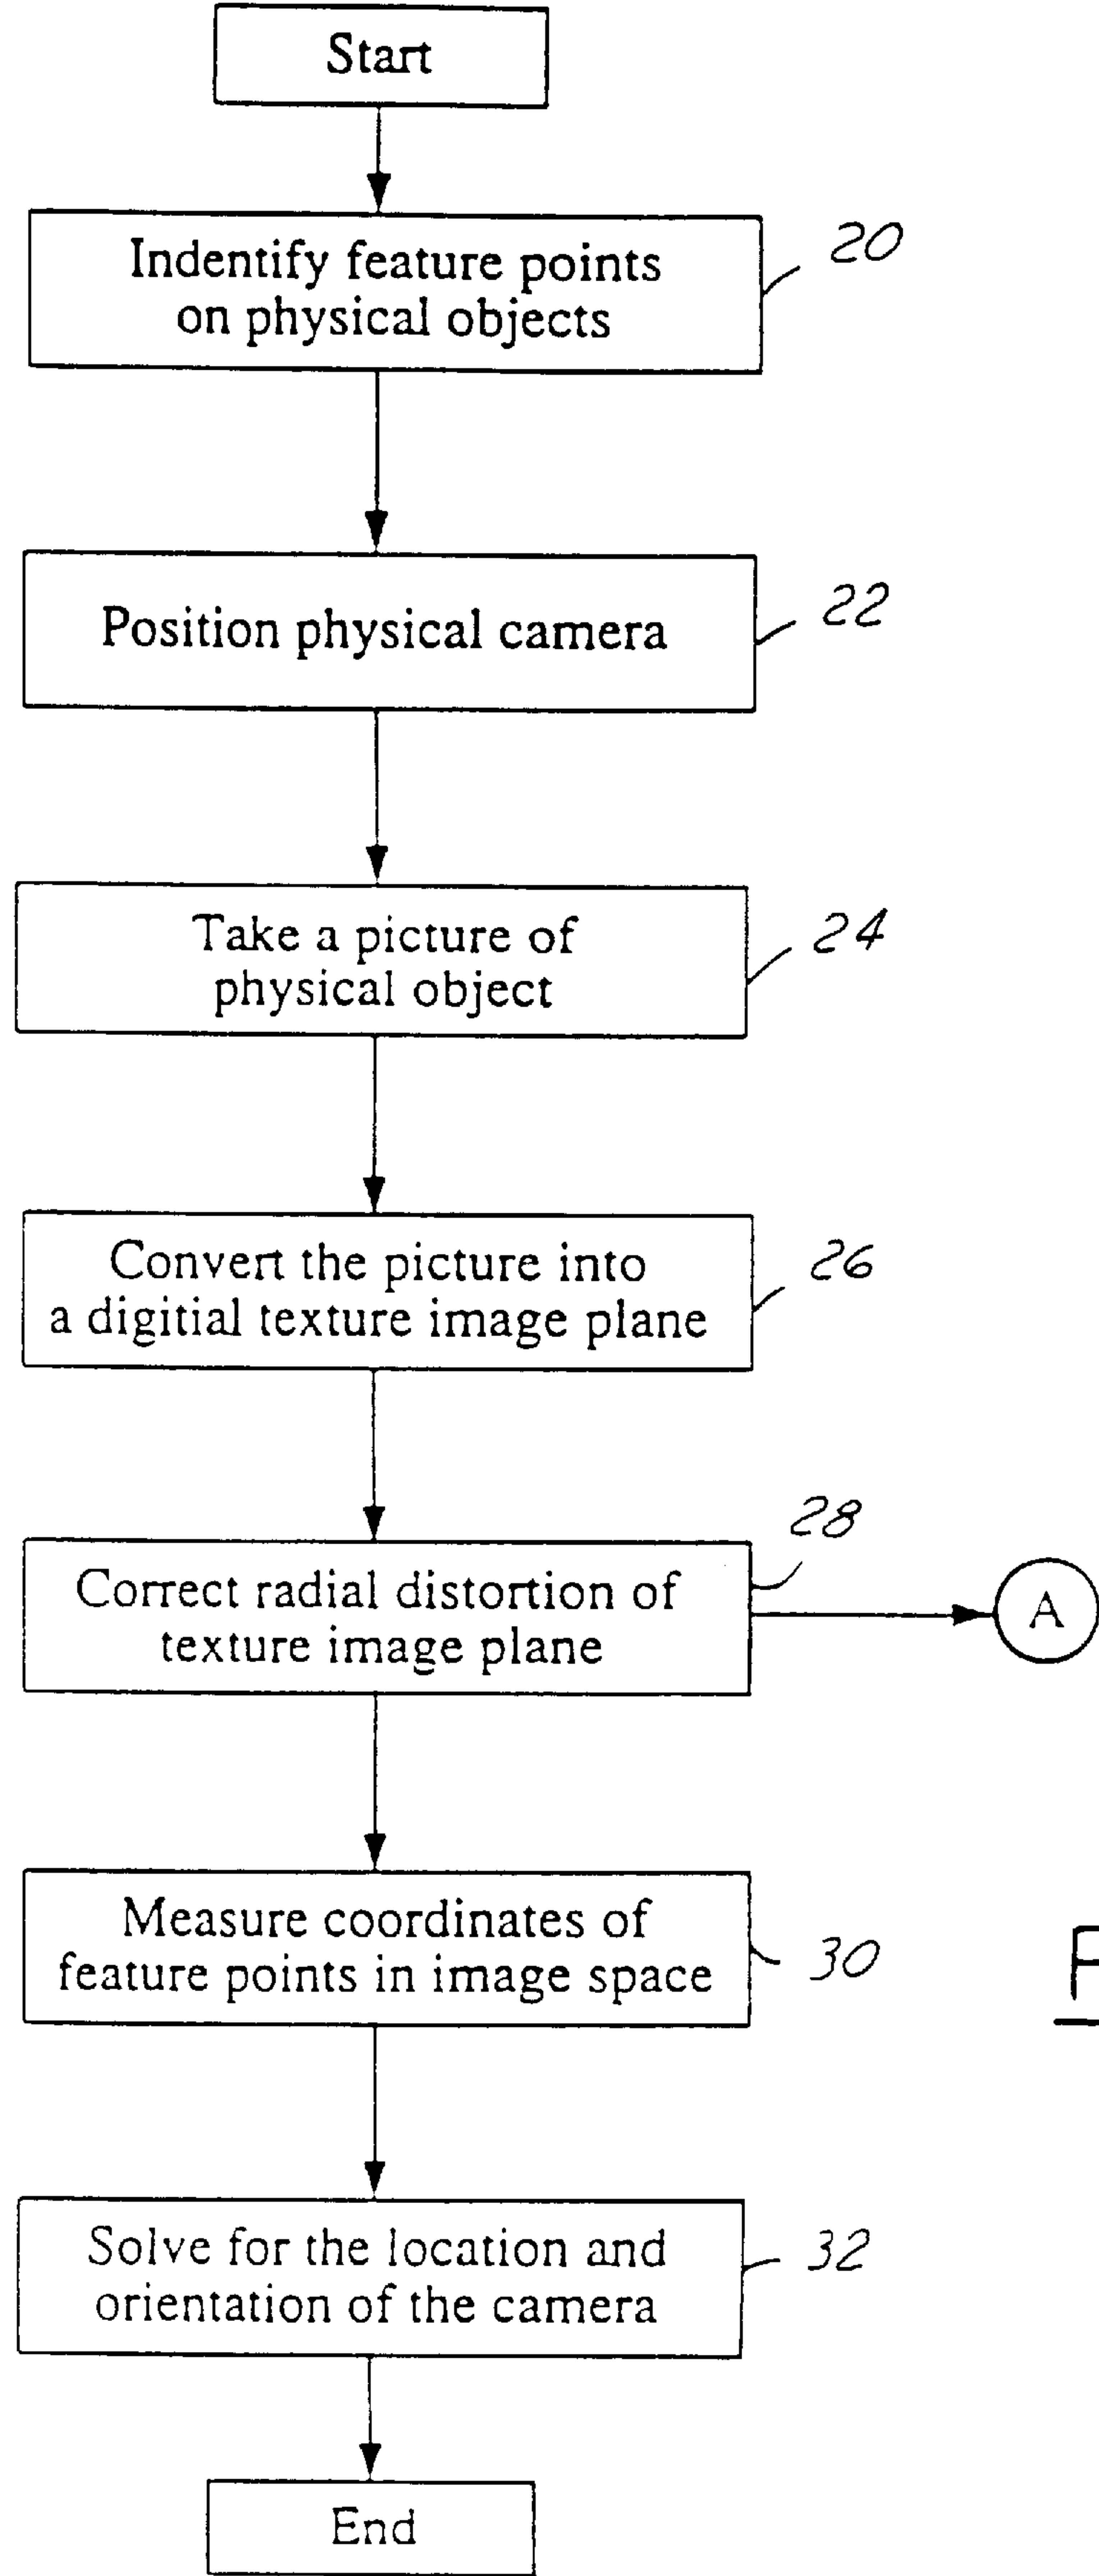 Start
Indentify feature points
on physical objects
20
Position physical camera
22
Take a picture of
physical object
24
Convert the picture into
a digitial texture image plane
26
Correct radial distortion of
texture image plane
28
A
Measure coordinates of
feature points in image space
30
Solve for the location and
orientation of the camera
32
End